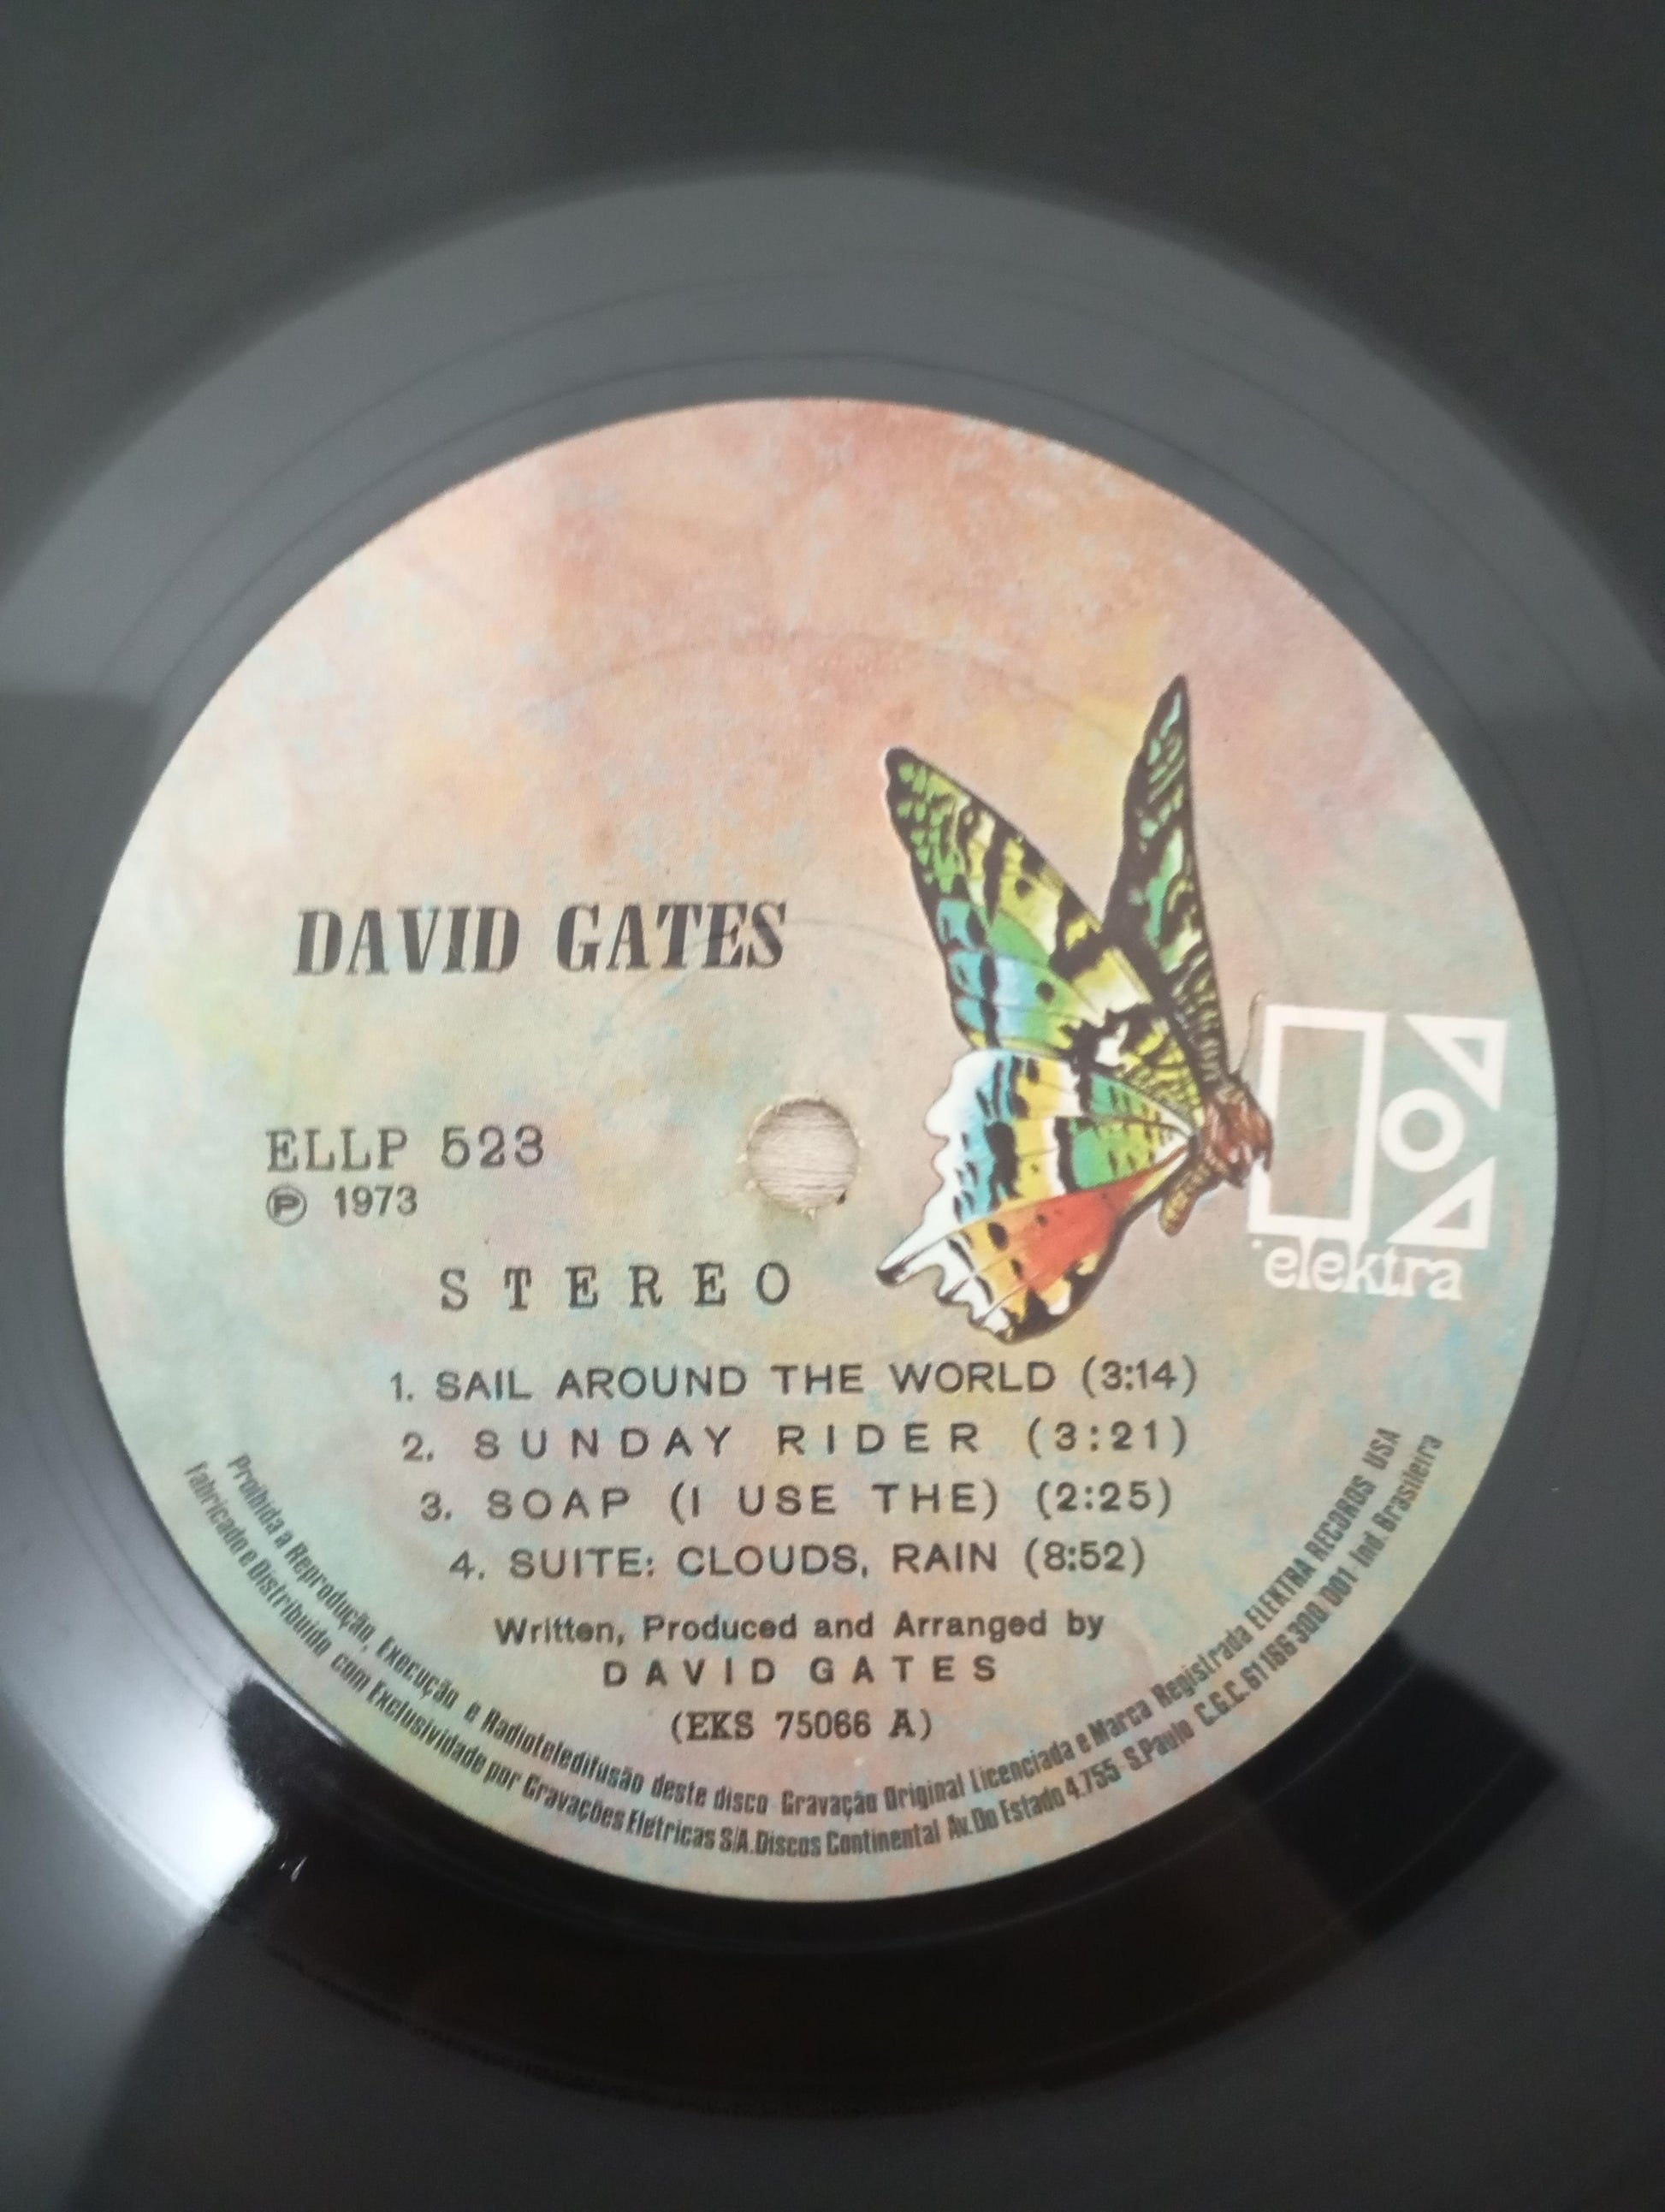 DAVID GATES
ELLP 523
Ⓟ 1973
STEREO
elektra
1. SAIL AROUND THE WORLD (3:14)
2. SUNDAY RIDER (3:21)
3. SOAP (I USE THE) (2:25)
4. SUITE: CLOUDS, RAIN (8:52)
Written, Produced and Arranged by
DAVID GATES
(EKS 75066 A)
Proibida a Reprodução, Execução e Radioteledifusão deste disco - Gravação Original Licenciada e Marca Registrada ELEKTRA RECORDS USA
Fabricado e Distribuido com Exclusividade por Gravações Elétricas S/A. Discos Continental Av. Do Estado 4.755 - S. Paulo C.G.C. 61 186 300/001 - Ind. Brasileira